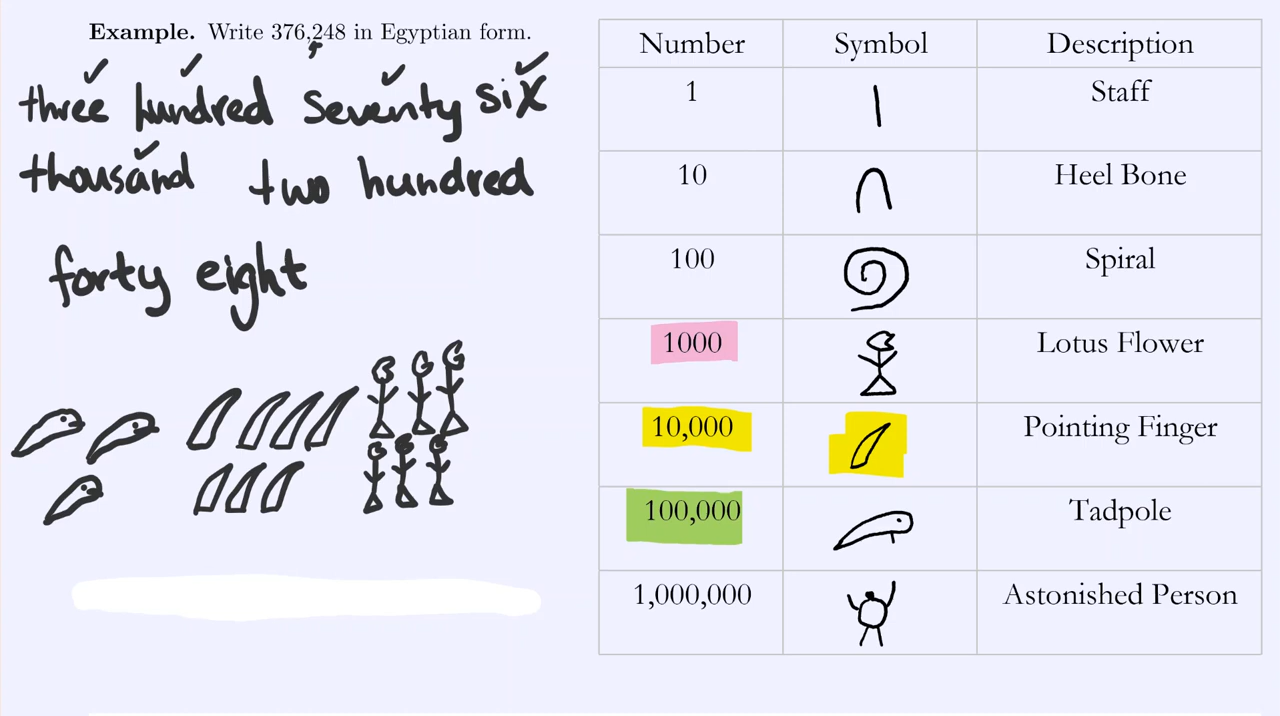 Example. Write 376,248 in Egyptian form.
three hundred seventy six
thousand two hundred
forty eight
Number Symbol Description
1 Staff
10 Heel Bone
100 Spiral
1000 Lotus Flower
10,000 Pointing Finger
100,000 Tadpole
1,000,000 Astonished Person